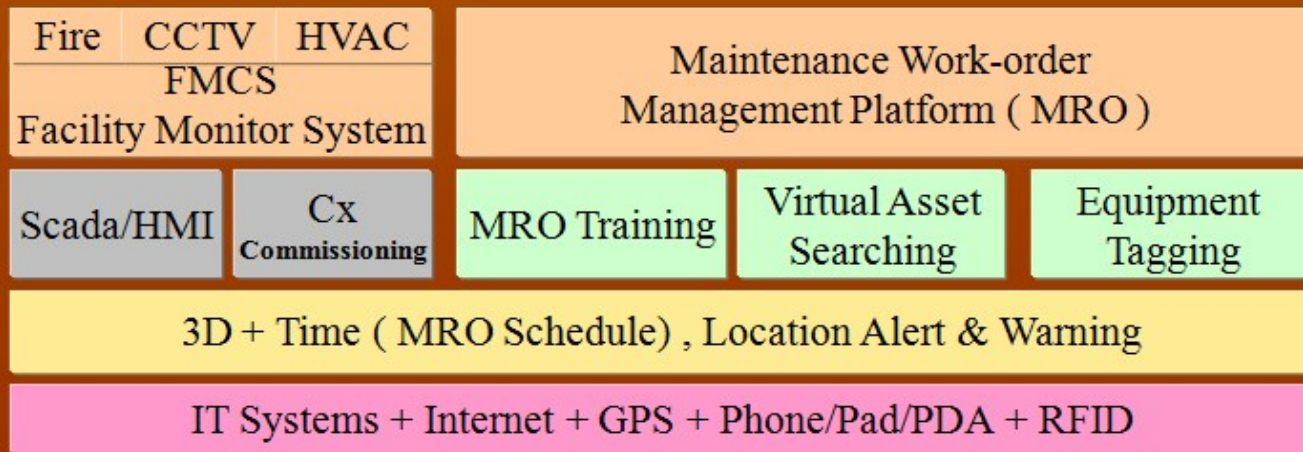 Fire CCTV HVAC
FMCS
Facility Monitor System
Maintenance Work-order
Management Platform ( MRO )
Scada/HMI
Cx
Commissioning
MRO Training
Virtual Asset
Searching
Equipment
Tagging
3D + Time ( MRO Schedule) , Location Alert & Warning
IT Systems + Internet + GPS + Phone/Pad/PDA + RFID